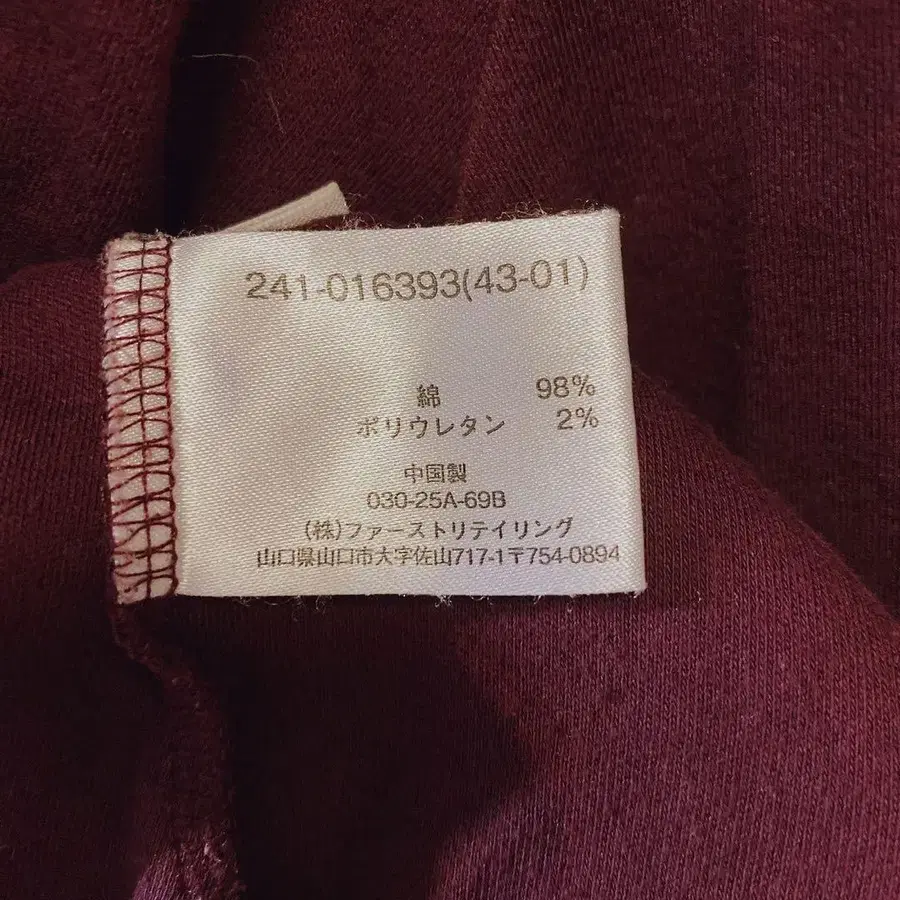 241-016393(43-01)
綿 98%
ポリウレタン 2%
中国製
030-25A-69B
(株)ファーストリテイリング
山口県山口市大字佐山717-1〒754-0894